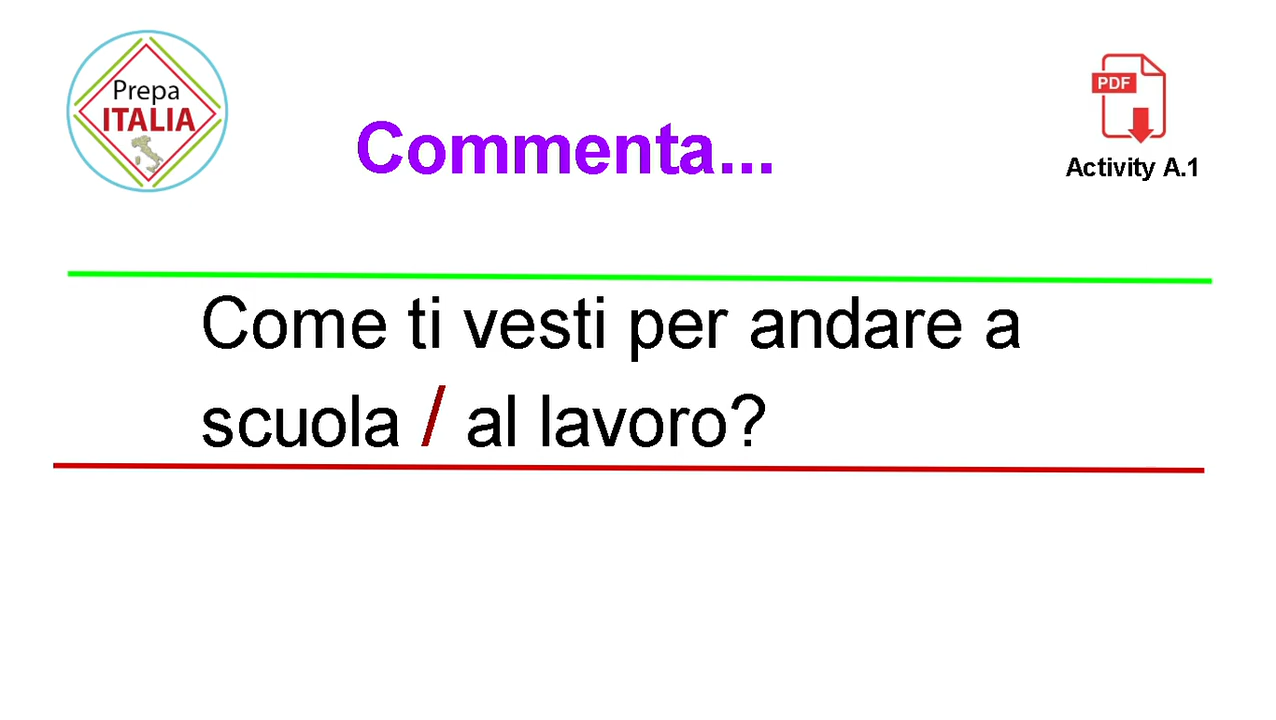 Prepa
ITALIA
PDF
Commenta...
Activity A.1
Come ti vesti per andare a
scuola / al lavoro?